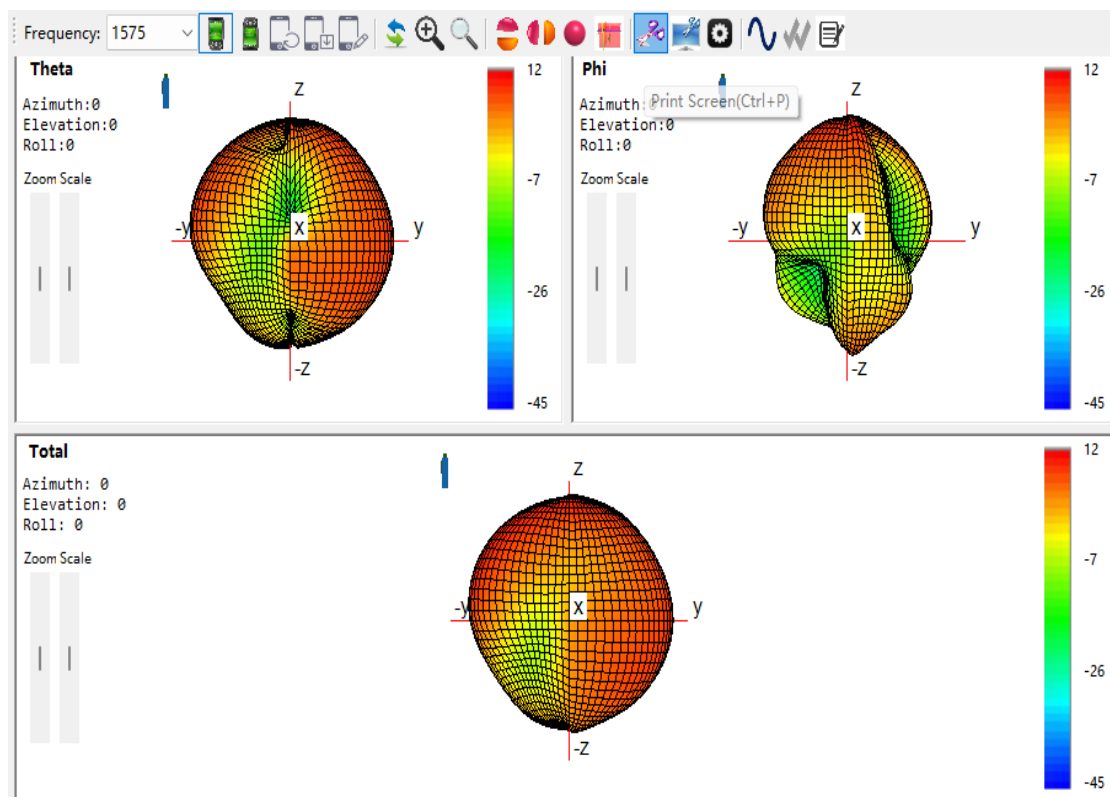 Frequency: 1575
Theta
Azimuth:0
Elevation:0
Roll:0
Zoom Scale
z
-y
x
y
-z
12
-7
-26
-45
Phi
Azimuth:0
Print Screen(Ctrl+P)
Elevation:0
Roll:0
Zoom Scale
z
-y
x
y
-z
12
-7
-26
-45
Total
Azimuth: 0
Elevation: 0
Roll: 0
Zoom Scale
z
-y
x
y
-z
12
-7
-26
-45